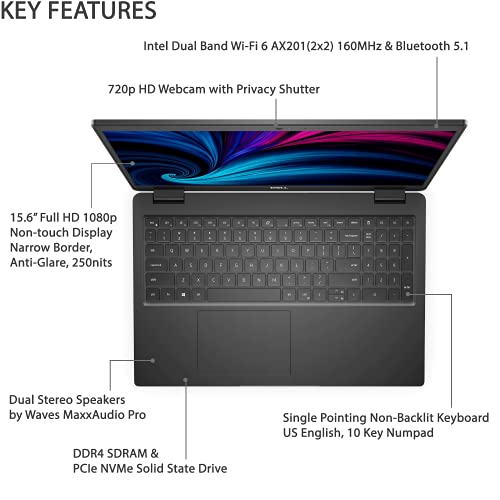 KEY FEATURES
Intel Dual Band Wi-Fi 6 AX201(2x2) 160MHz & Bluetooth 5.1
720p HD Webcam with Privacy Shutter
DELL
15.6” Full HD 1080p
Non-touch Display
Narrow Border,
Anti-Glare, 250nits
Dual Stereo Speakers
by Waves MaxxAudio Pro
Single Pointing Non-Backlit Keyboard
US English, 10 Key Numpad
DDR4 SDRAM &
PCIe NVMe Solid State Drive